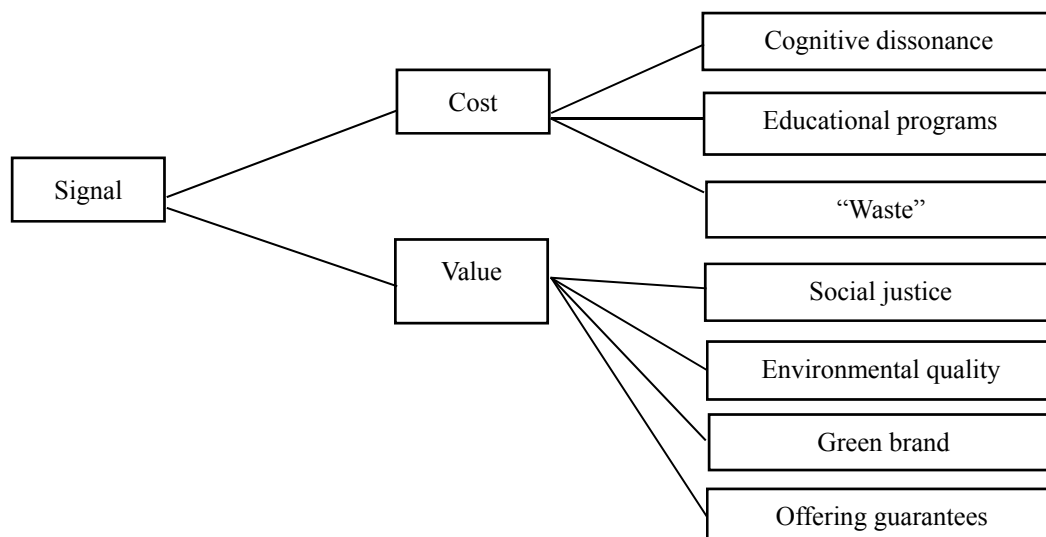 Signal
Cost
Value
Cognitive dissonance
Educational programs
“Waste”
Social justice
Environmental quality
Green brand
Offering guarantees